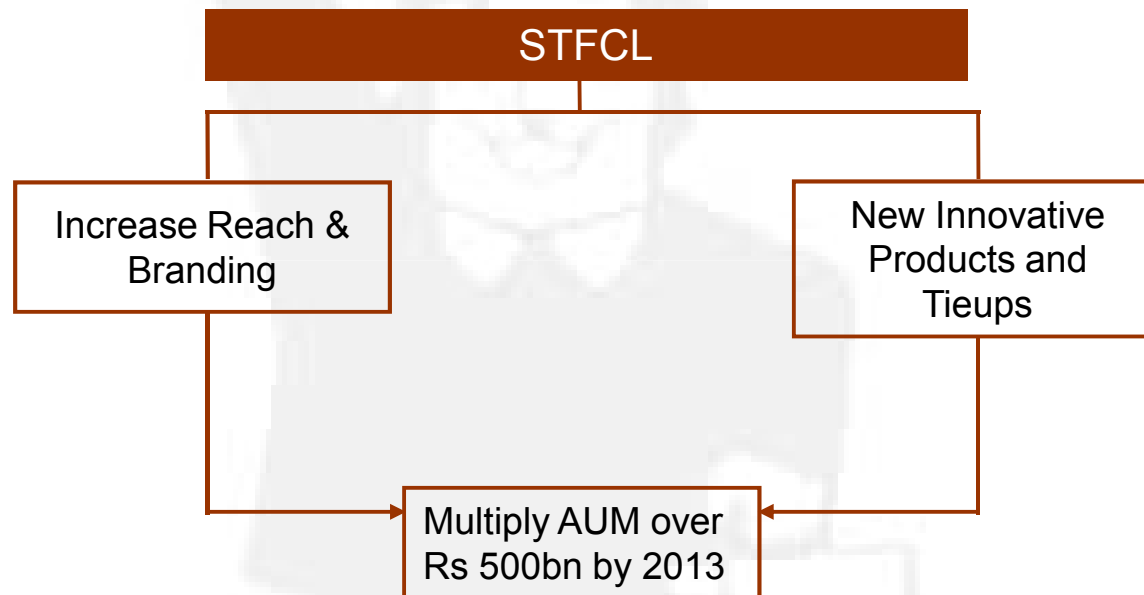 STFCL
Increase Reach &
Branding
New Innovative
Products and
Tieups
Multiply AUM over
Rs 500bn by 2013